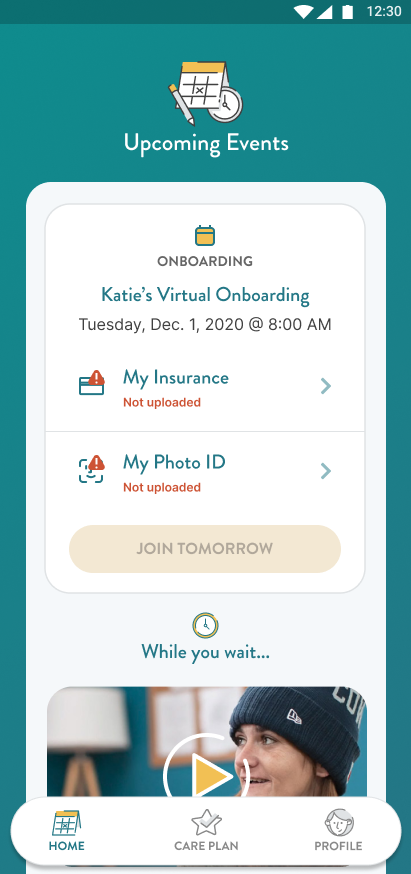 12:30
Upcoming Events
ONBOARDING
Katie's Virtual Onboarding
Tuesday, Dec. 1, 2020 @ 8:00 AM
My Insurance
Not uploaded
My Photo ID
Not uploaded
JOIN TOMORROW
While you wait...
HOME
CARE PLAN
PROFILE